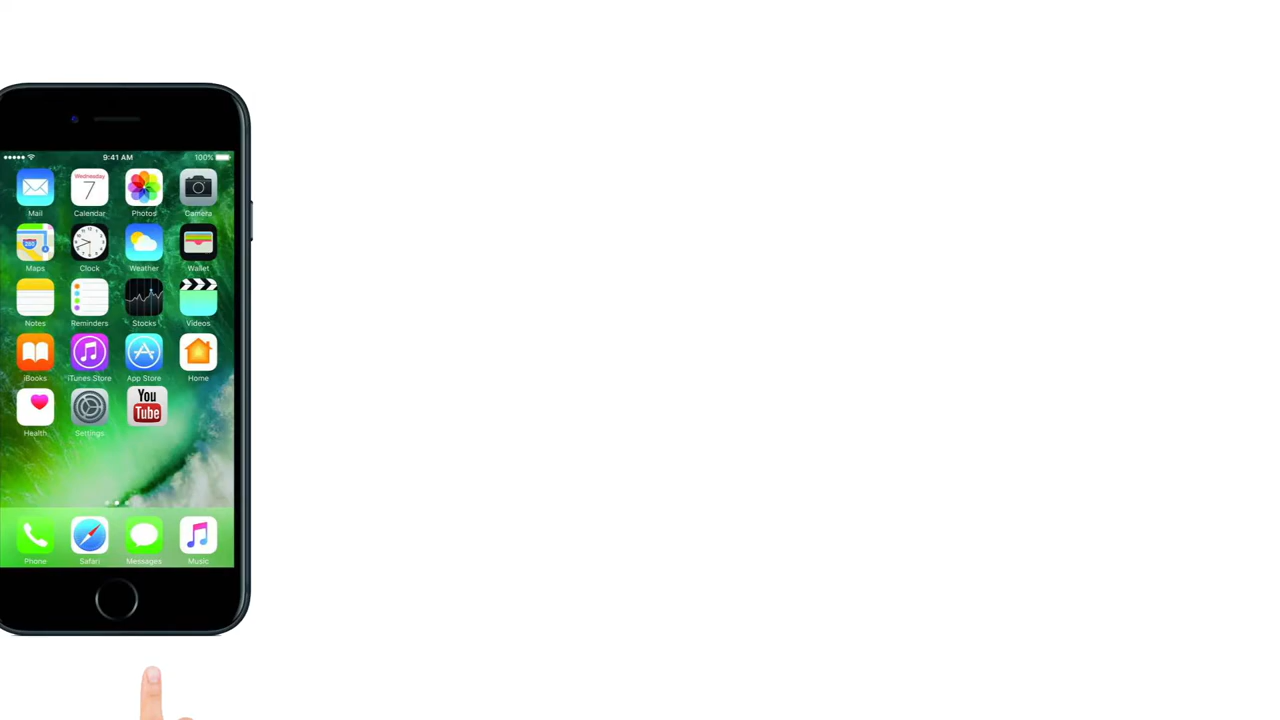 9:41 AM 100%
Wednesday
7
Mail Calendar Photos Camera
280
Maps Clock Weather Wallet
Notes Reminders Stocks Videos
iBooks iTunes Store App Store Home
You
Tube
Health Settings
Phone Safari Messages Music